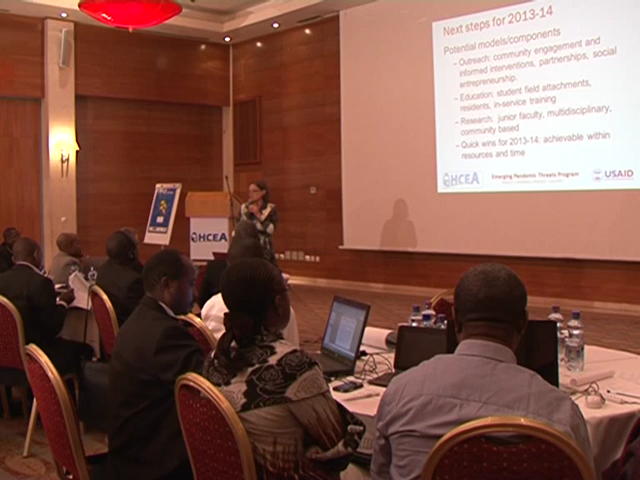 Next steps for 2013-14
Potential models/components
– Outreach: community engagement and
informed interventions, partnerships, social
entrepreneurship.
– Education: student field attachments,
residents, in-service training
– Research: junior faculty, multidisciplinary,
community based
– Quick wins for 2013-14: achievable within
resources and time
HCEA
Emerging Pandemic Threats Program
USAID
HCEA